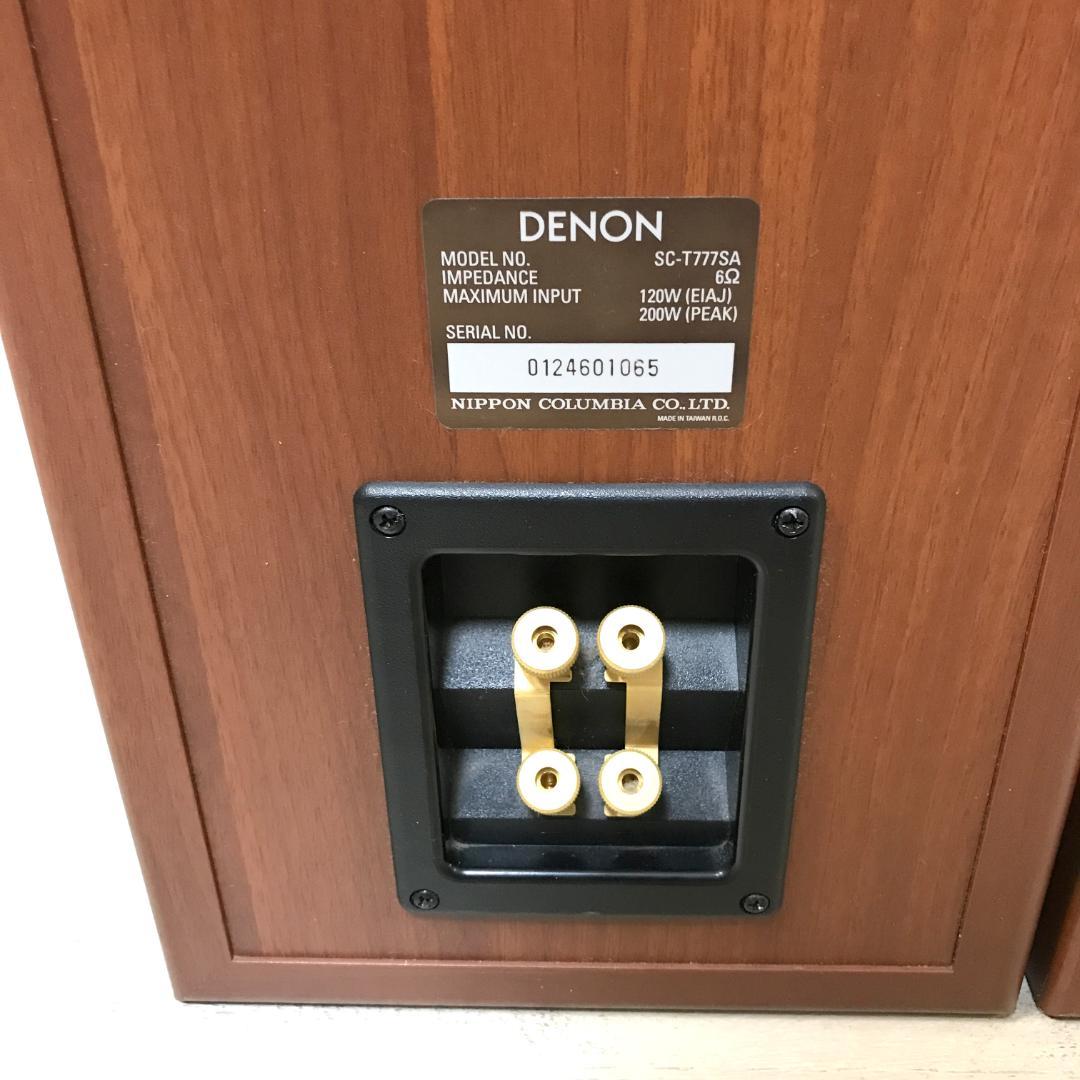 DENON
MODEL NO. SC-T777SA
IMPEDANCE 6Ω
MAXIMUM INPUT 120W (EIAJ)
200W (PEAK)
SERIAL NO.
0124601065
NIPPON COLUMBIA CO.,LTD.
MADE IN TAIWAN R.O.C.